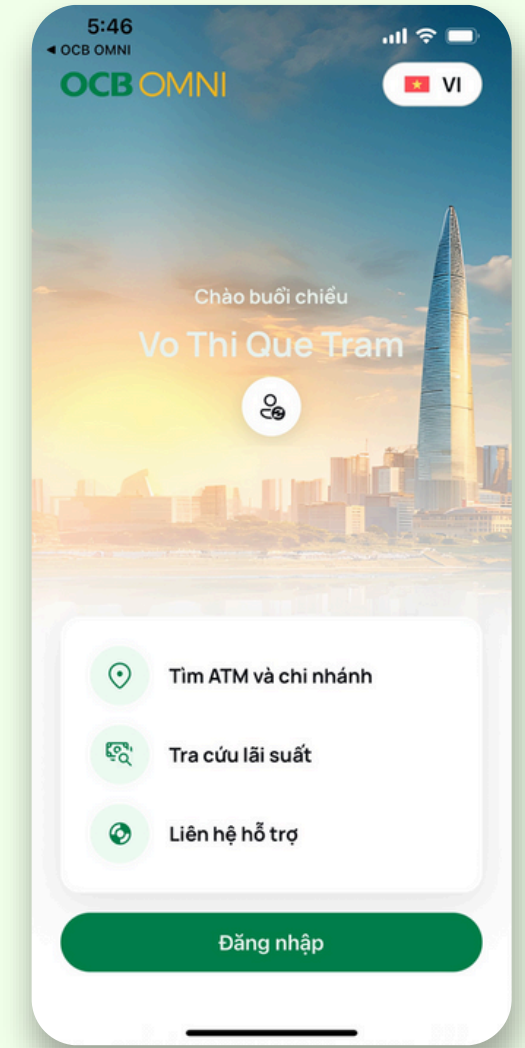 5:46
◀ OCB OMNI
OCB OMNI
VI
Chào buổi chiều
Vo Thi Que Tram
Tìm ATM và chi nhánh
Tra cứu lãi suất
Liên hệ hỗ trợ
Đăng nhập